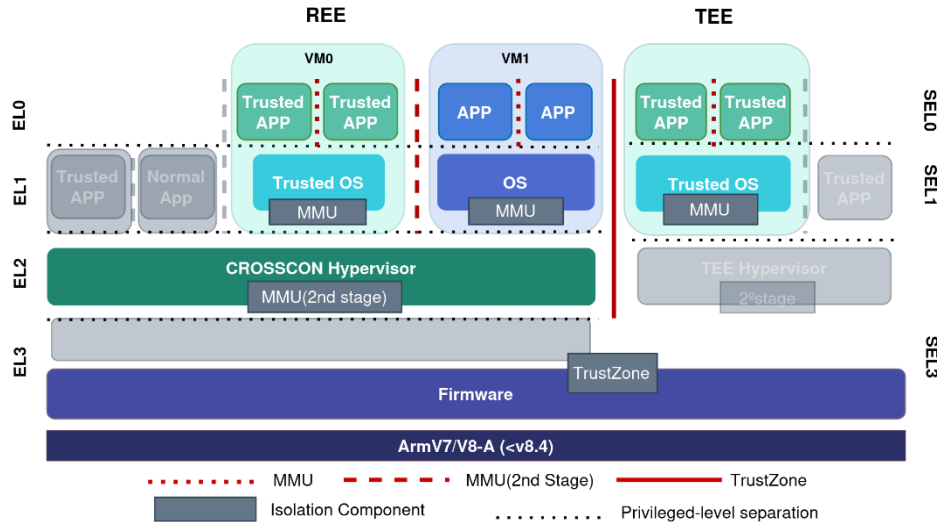 REE
TEE
VM0
VM1
EL0
Trusted
APP
Trusted
APP
APP
APP
Trusted
APP
Trusted
APP
SEL0
EL1
Trusted
APP
Normal
App
Trusted OS
MMU
OS
MMU
Trusted OS
MMU
Trusted
APP
SEL1
EL2
CROSSCON Hypervisor
MMU(2nd stage)
TEE Hypervisor
2ºstage
EL3
TrustZone
SEL3
Firmware
ArmV7/V8-A (<v8.4)
MMU
MMU(2nd Stage)
TrustZone
Isolation Component
Privileged-level separation